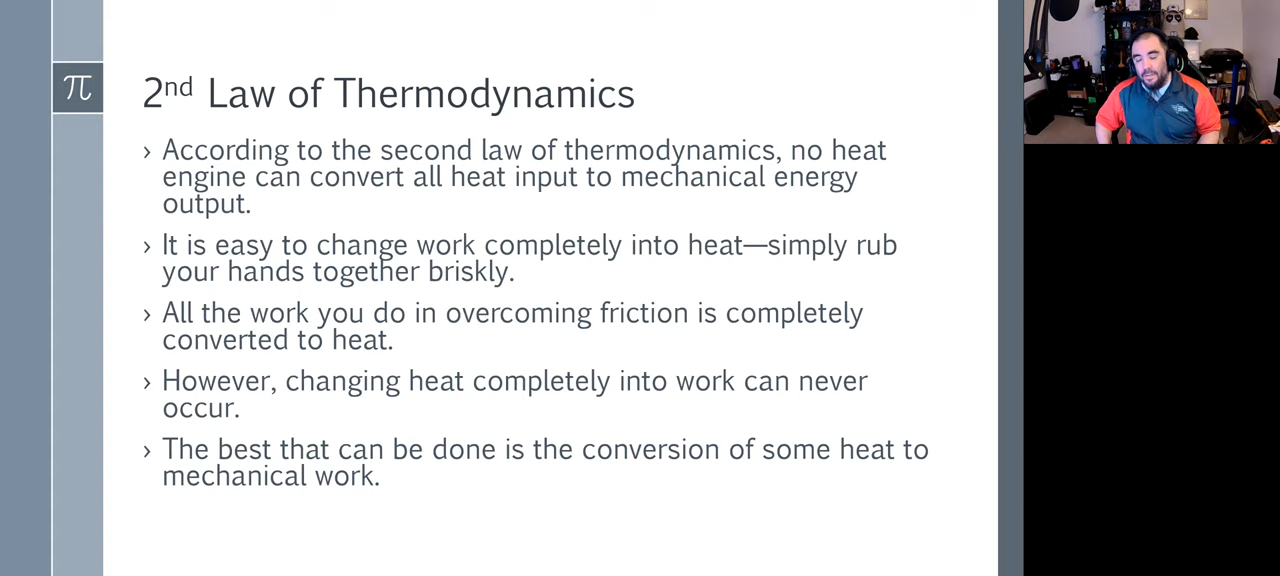 π
2nd Law of Thermodynamics
› According to the second law of thermodynamics, no heat
engine can convert all heat input to mechanical energy
output.
› It is easy to change work completely into heat—simply rub
your hands together briskly.
› All the work you do in overcoming friction is completely
converted to heat.
› However, changing heat completely into work can never
occur.
› The best that can be done is the conversion of some heat to
mechanical work.